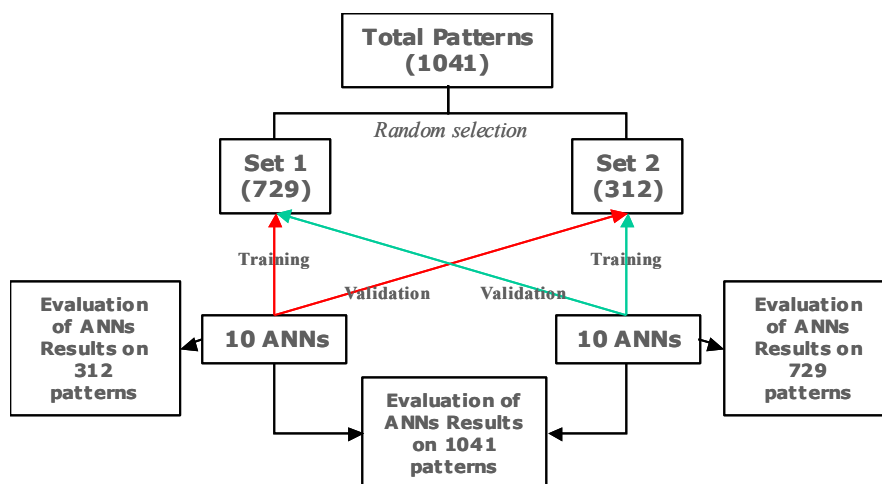 Total Patterns
(1041)
Random selection
Set 1
(729)
Set 2
(312)
Training
Validation
Validation
Training
Evaluation
of ANNs
Results on
312
patterns
10 ANNs
10 ANNs
Evaluation
of ANNs
Results on
729
patterns
Evaluation of
ANNs Results
on 1041
patterns